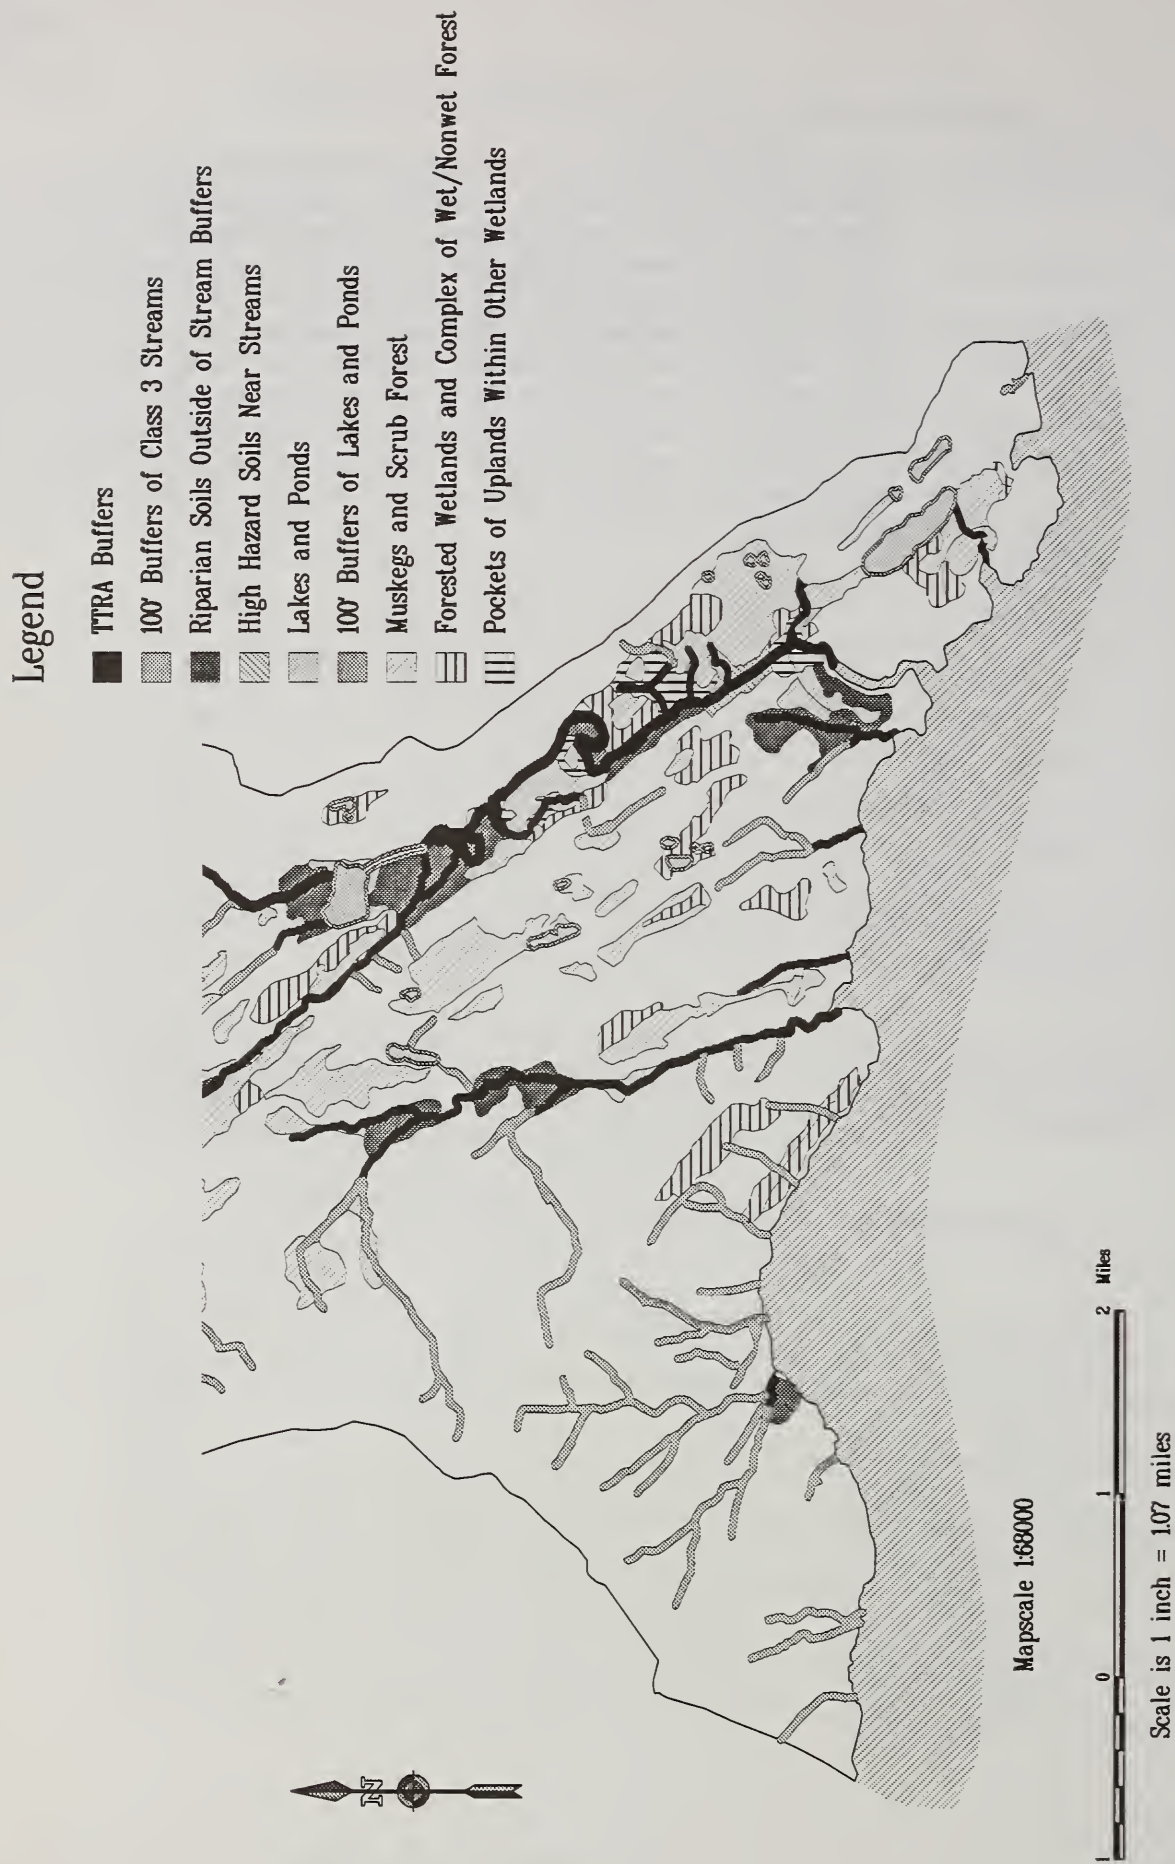 Legend
TTRA Buffers
100' Buffers of Class 3 Streams
Riparian Soils Outside of Stream Buffers
High Hazard Soils Near Streams
Lakes and Ponds
100' Buffers of Lakes and Ponds
Muskegs and Scrub Forest
Forested Wetlands and Complex of Wet/Nonwet Forest
Pockets of Uplands Within Other Wetlands
N
Mapscale 1:68000
1 0 1 2 Miles
Scale is 1 inch = 1.07 miles